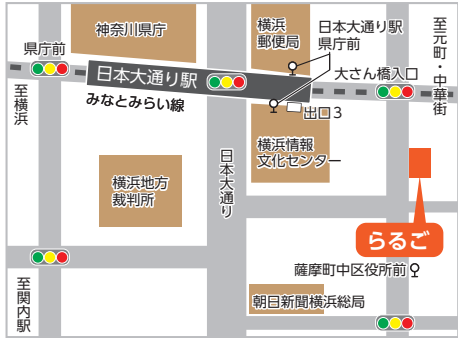 神奈川県庁
横浜
郵便局
日本大通り駅
県庁前
至元町・中華街
県庁前
日本大通り駅
大さん橋入口
みなとみらい線
出口3
至横浜
横浜情報
文化センター
日本大通り
横浜地方
裁判所
らるご
薩摩町中区役所前
至関内駅
朝日新聞横浜総局